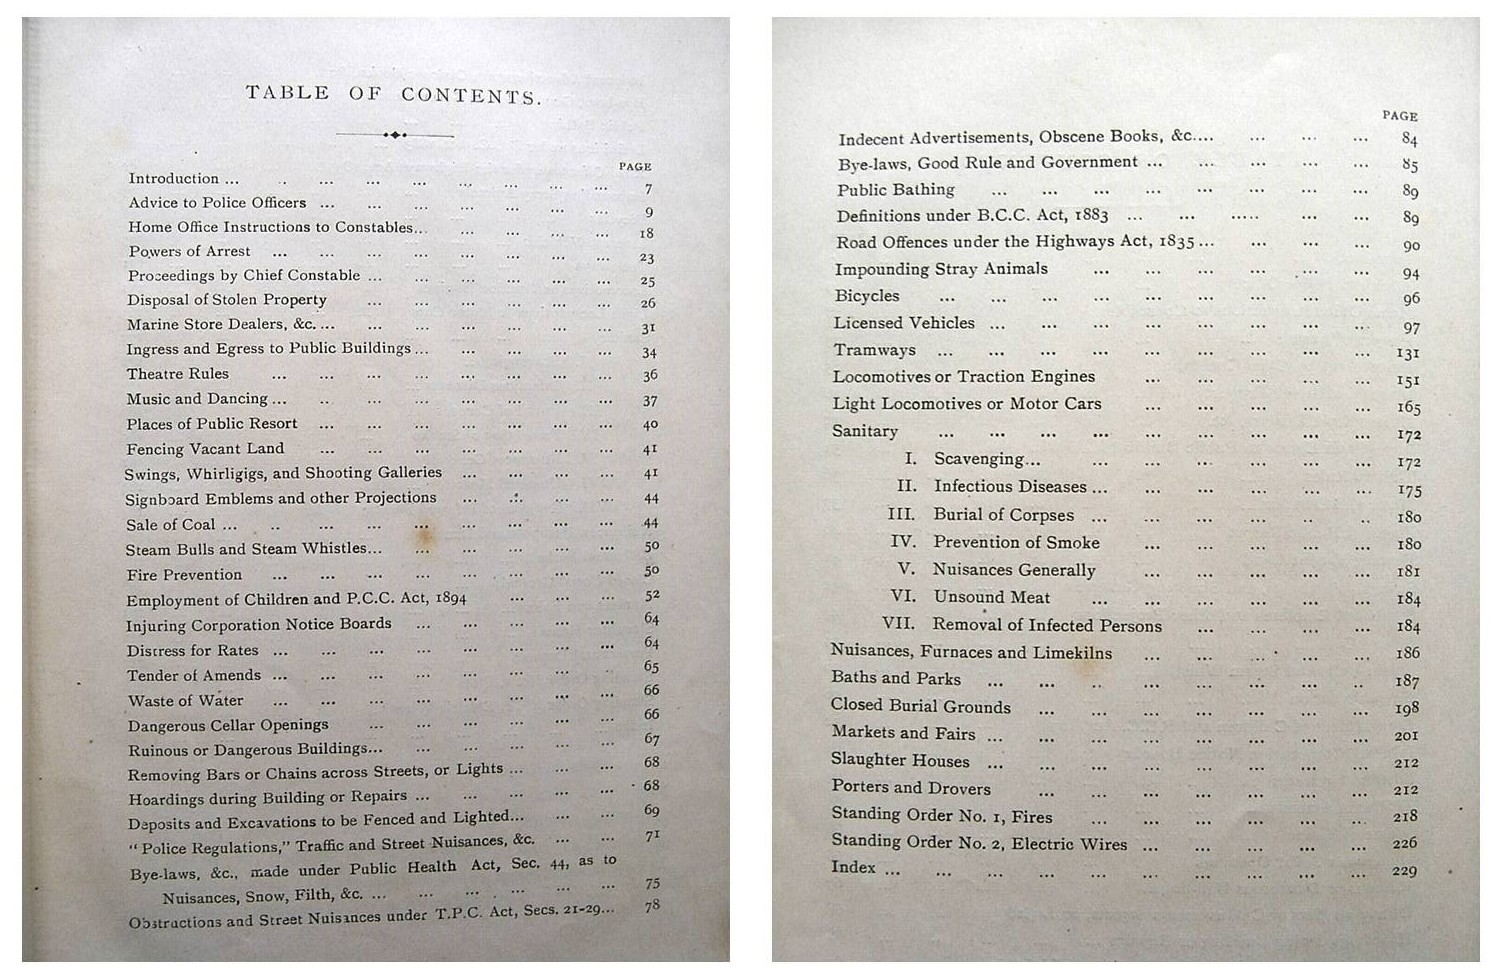 TABLE OF CONTENTS.
PAGE
Introduction ... .. ... ... ... ... ... ... ... 7
Advice to Police Officers ... ... ... ... ... ... ... 9
Home Office Instructions to Constables... ... ... ... ... 18
Powers of Arrest ... ... ... ... ... ... ... ... 23
Proceedings by Chief Constable ... ... ... ... ... ... 25
Disposal of Stolen Property ... ... ... ... ... ... 26
Marine Store Dealers, &c. ... ... ... ... ... ... ... 31
Ingress and Egress to Public Buildings ... ... ... ... ... 34
Theatre Rules ... ... ... ... ... ... ... ... 36
Music and Dancing ... .. ... ... ... ... ... ... 37
Places of Public Resort ... ... ... ... ... ... ... 40
Fencing Vacant Land ... ... ... ... ... ... ... 41
Swings, Whirligigs, and Shooting Galleries ... ... ... ... 41
Signboard Emblems and other Projections ... ... ... ... 44
Sale of Coal ... .. ... ... ... ... ... ... ... 44
Steam Bulls and Steam Whistles... ... ... ... ... ... 50
Fire Prevention ... ... ... ... ... ... ... ... 50
Employment of Children and P.C.C. Act, 1894 ... ... ... 52
Injuring Corporation Notice Boards ... ... ... ... ... 64
Distress for Rates ... ... ... ... ... ... ... ... 64
Tender of Amends ... ... ... ... ... ... ... ... 65
Waste of Water ... ... ... ... ... ... ... ... 66
Dangerous Cellar Openings ... ... ... ... ... ... 66
Ruinous or Dangerous Buildings... ... ... ... ... ... 67
Removing Bars or Chains across Streets, or Lights ... ... ... 68
Hoardings during Building or Repairs ... ... ... ... ... 68
Deposits and Excavations to be Fenced and Lighted... ... ... 69
"Police Regulations," Traffic and Street Nuisances, &c. ... ... 71
Bye-laws, &c., made under Public Health Act, Sec. 44, as to
Nuisances, Snow, Filth, &c. ... ... ... ... ... ... 75
Obstructions and Street Nuisances under T.P.C. Act, Secs. 21-29... 78
PAGE
Indecent Advertisements, Obscene Books, &c.... ... ... ... 84
Bye-laws, Good Rule and Government ... ... ... ... ... 85
Public Bathing ... ... ... ... ... ... ... ... 89
Definitions under B.C.C. Act, 1883 ... ... ..... ... ... 89
Road Offences under the Highways Act, 1835 ... ... ... ... 90
Impounding Stray Animals ... ... ... ... ... ... 94
Bicycles ... ... ... ... ... ... ... ... ... 96
Licensed Vehicles ... ... ... ... ... ... ... ... 97
Tramways ... ... ... ... ... ... ... ... ... 131
Locomotives or Traction Engines ... ... ... ... ... 151
Light Locomotives or Motor Cars ... ... ... ... ... 165
Sanitary ... ... ... ... ... ... ... ... ... 172
I. Scavenging... ... ... ... ... ... ... 172
II. Infectious Diseases ... ... ... ... ... ... 175
III. Burial of Corpses ... ... ... ... .. .. 180
IV. Prevention of Smoke ... ... ... ... ... 180
V. Nuisances Generally ... ... ... ... ... 181
VI. Unsound Meat ... ... ... ... ... ... 184
VII. Removal of Infected Persons ... ... ... ... 184
Nuisances, Furnaces and Limekilns ... ... ... ... ... 186
Baths and Parks ... ... .. ... ... ... ... .. 187
Closed Burial Grounds ... ... ... ... ... ... ... 198
Markets and Fairs ... ... ... ... ... ... ... ... 201
Slaughter Houses ... ... ... ... ... ... ... ... 212
Porters and Drovers ... ... ... ... ... ... ... 212
Standing Order No. 1, Fires ... ... ... ... ... ... 218
Standing Order No. 2, Electric Wires ... ... ... ... ... 226
Index ... ... ... ... ... ... ... ... ... ... 229